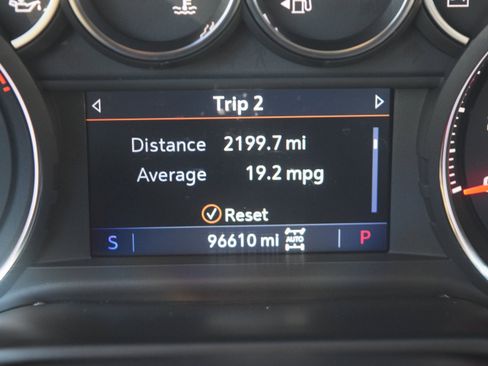 Trip 2
Distance 2199.7 mi
Average 19.2 mpg
Reset
S 96610 mi AUTO P